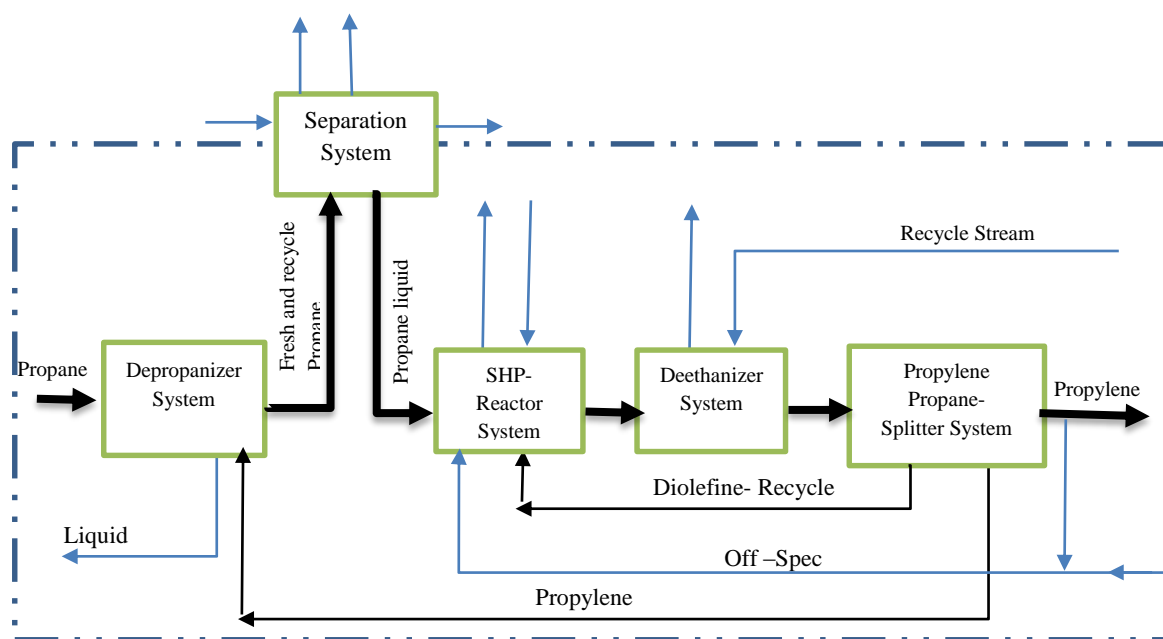 Separation
System
Fresh and recycle
Propane
Propane liquid
Recycle Stream
Propane
Depropanizer
System
SHP-
Reactor
System
Deethanizer
System
Propylene
Propane-
Splitter System
Propylene
Diolefine- Recycle
Liquid
Off –Spec
Propylene